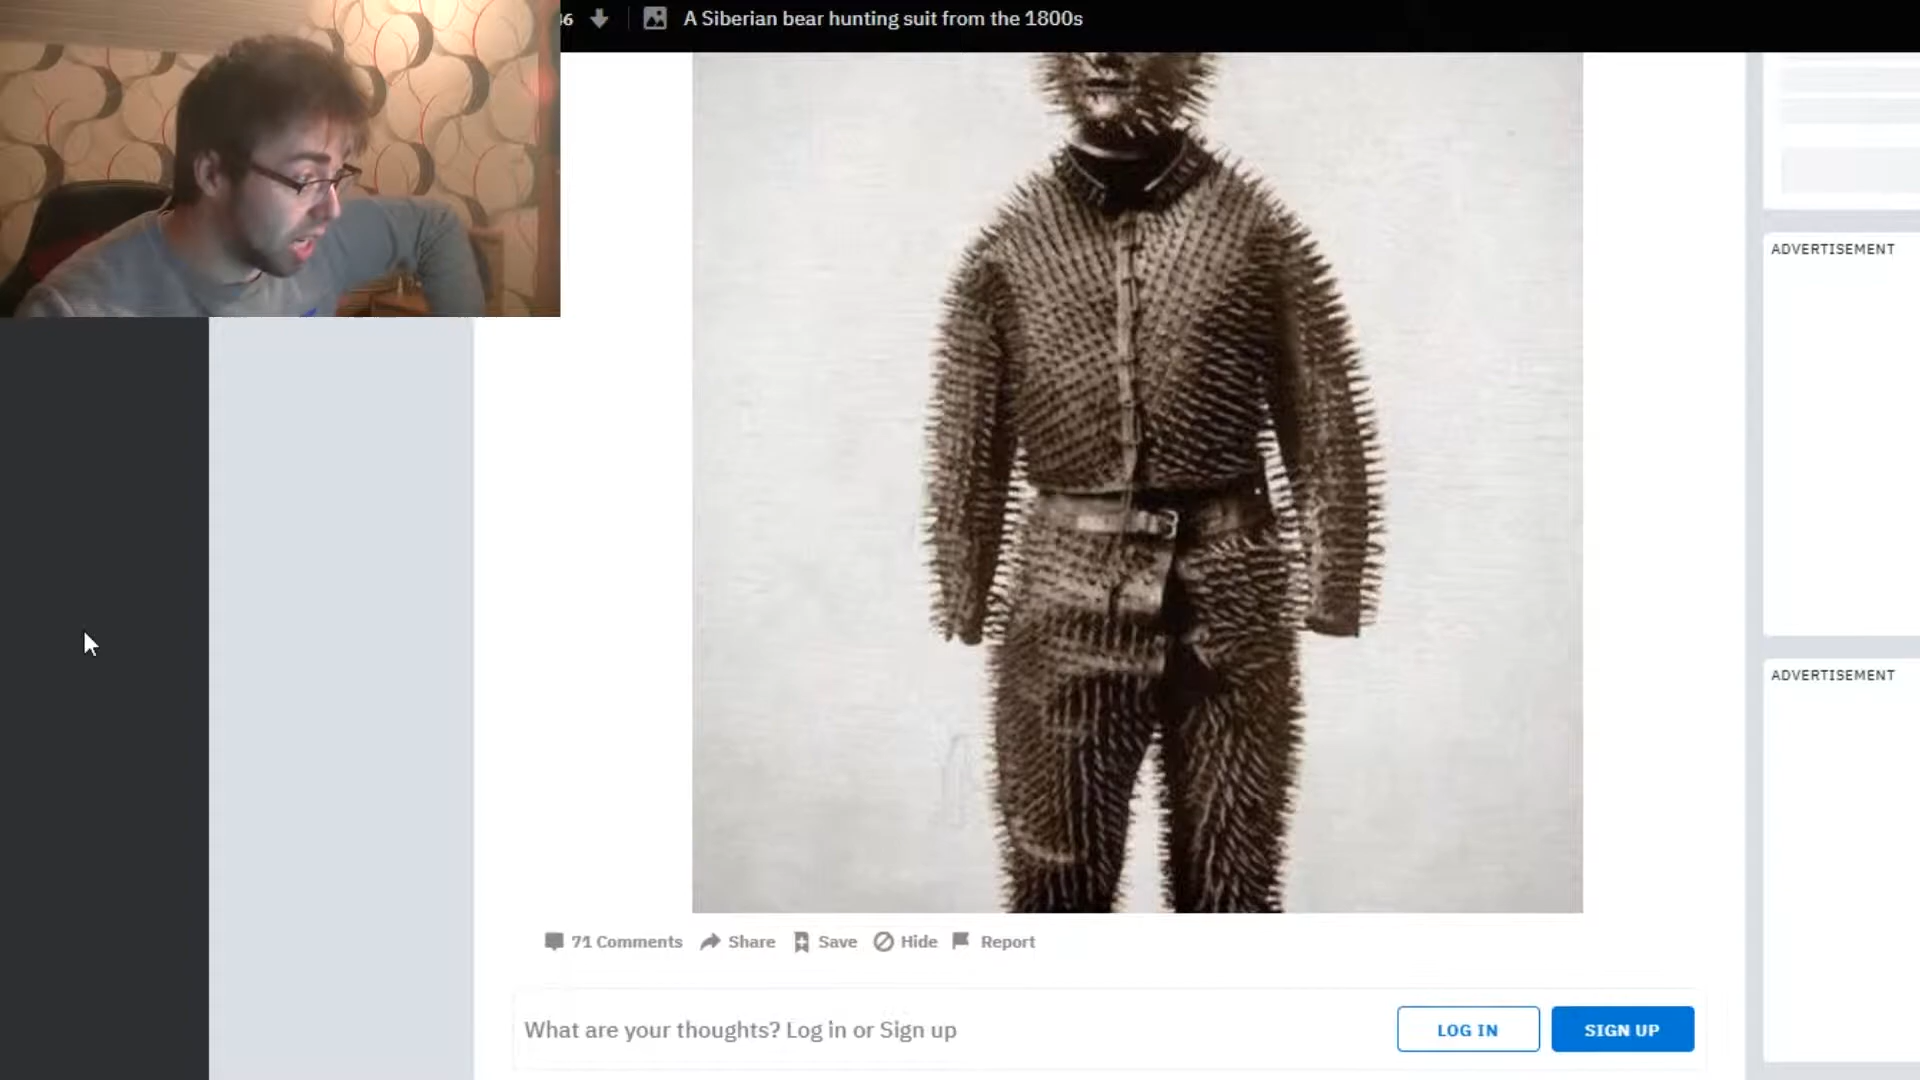 46 A Siberian bear hunting suit from the 1800s
ADVERTISEMENT
ADVERTISEMENT
71 Comments Share Save Hide Report
What are your thoughts? Log in or Sign up LOG IN SIGN UP